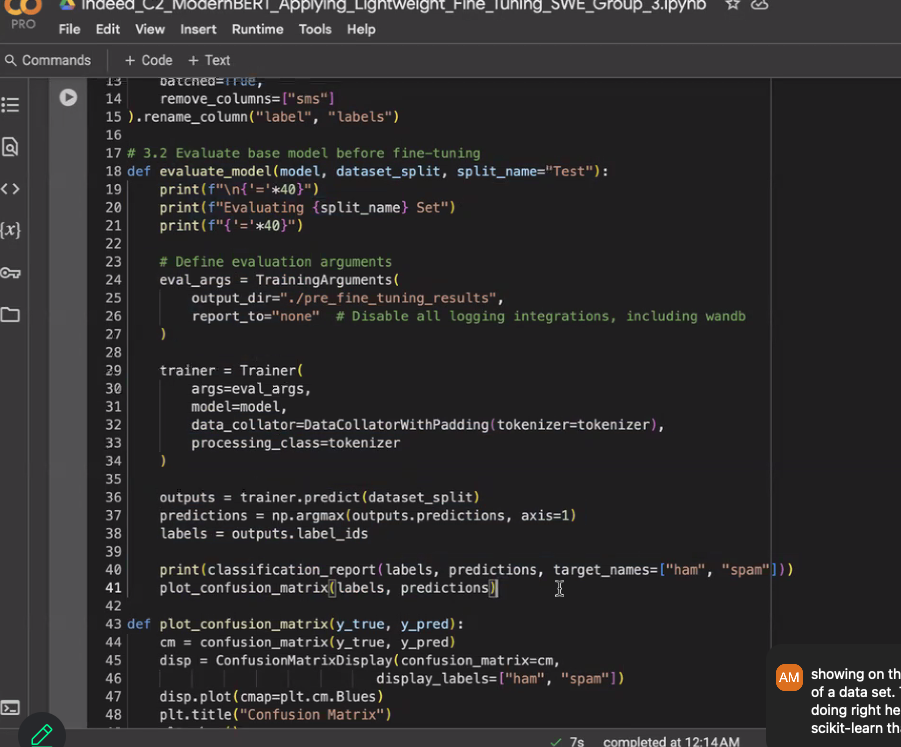 CO
PRO
Indeed_C2_ModernBERT_Applying_Lightweight_Fine_Tuning_SWE_Group_3.ipynb
File Edit View Insert Runtime Tools Help
Commands + Code + Text
13 batched=True,
14 remove_columns=["sms"]
15 ).rename_column("label", "labels")
16
17 # 3.2 Evaluate base model before fine-tuning
18 def evaluate_model(model, dataset_split, split_name="Test"):
19 print(f"\n{'='*40}")
20 print(f"Evaluating {split_name} Set")
21 print(f"{'='*40}")
22
23 # Define evaluation arguments
24 eval_args = TrainingArguments(
25 output_dir="./pre_fine_tuning_results",
26 report_to="none" # Disable all logging integrations, including wandb
27 )
28
29 trainer = Trainer(
30 args=eval_args,
31 model=model,
32 data_collator=DataCollatorWithPadding(tokenizer=tokenizer),
33 processing_class=tokenizer
34 )
35
36 outputs = trainer.predict(dataset_split)
37 predictions = np.argmax(outputs.predictions, axis=1)
38 labels = outputs.label_ids
39
40 print(classification_report(labels, predictions, target_names=["ham", "spam"]))
41 plot_confusion_matrix(labels, predictions)
42
43 def plot_confusion_matrix(y_true, y_pred):
44 cm = confusion_matrix(y_true, y_pred)
45 disp = ConfusionMatrixDisplay(confusion_matrix=cm,
46 display_labels=["ham", "spam"])
47 disp.plot(cmap=plt.cm.Blues)
48 plt.title("Confusion Matrix")
AM
showing on th
of a data set. T
doing right he
scikit-learn tha
7s completed at 12:14AM